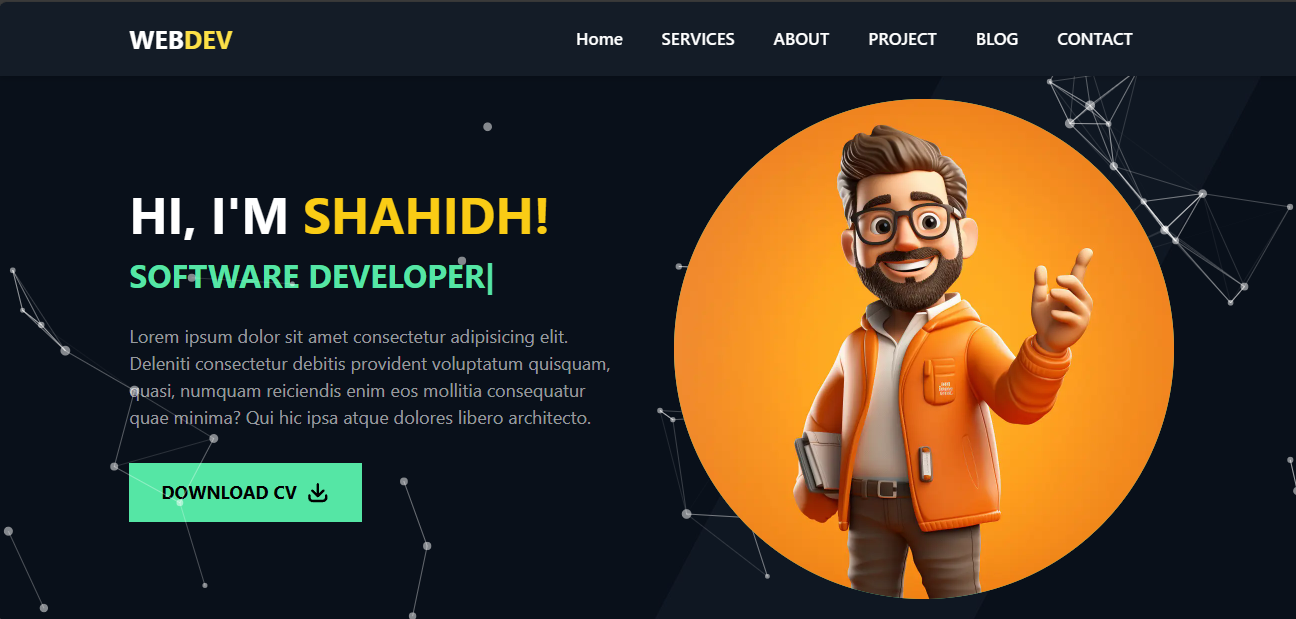 WEBDEV
Home SERVICES ABOUT PROJECT BLOG CONTACT
HI, I'M SHAHIDH!
SOFTWARE DEVELOPER|
Lorem ipsum dolor sit amet consectetur adipisicing elit.
Deleniti consectetur debitis provident voluptatum quisquam,
quasi, numquam reiciendis enim eos mollitia consequatur
quae minima? Qui hic ipsa atque dolores libero architecto.
DOWNLOAD CV